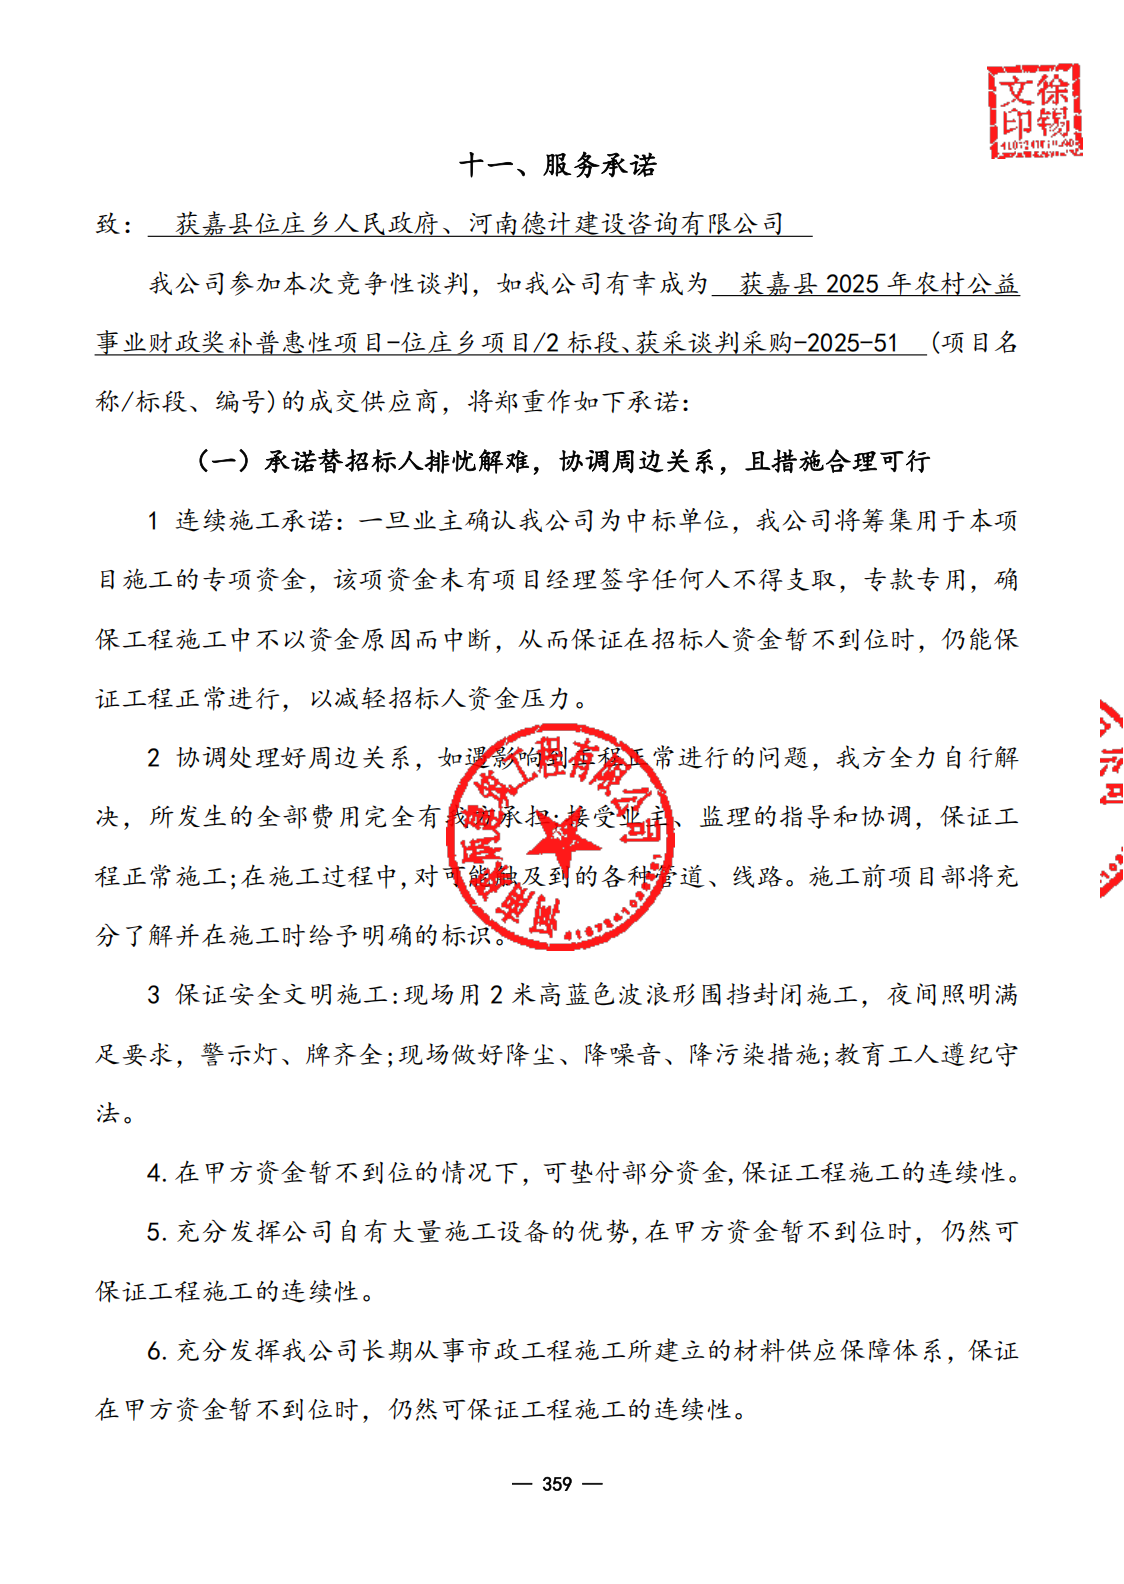 文徐
印锡
十一、服务承诺
致：获嘉县位庄乡人民政府、河南德计建设咨询有限公司
我公司参加本次竞争性谈判，如我公司有幸成为 获嘉县 2025 年农村公益
事业财政奖补普惠性项目-位庄乡项目/2 标段、获采谈判采购-2025-51 (项目名
称/标段、编号)的成交供应商，将郑重作如下承诺：
（一）承诺替招标人排忧解难，协调周边关系，且措施合理可行
1 连续施工承诺：一旦业主确认我公司为中标单位，我公司将筹集用于本项
目施工的专项资金，该项资金未有项目经理签字任何人不得支取，专款专用，确
保工程施工中不以资金原因而中断，从而保证在招标人资金暂不到位时，仍能保
证工程正常进行，以减轻招标人资金压力。
2 协调处理好周边关系，如遇影响到工程正常进行的问题，我方全力自行解
决，所发生的全部费用完全有我方承担;接受业主、监理的指导和协调，保证工
程正常施工;在施工过程中,对可能触及到的各种管道、线路。施工前项目部将充
分了解并在施工时给予明确的标识。
建筑工程有限公司
河南
3 保证安全文明施工:现场用 2 米高蓝色波浪形围挡封闭施工，夜间照明满
足要求，警示灯、牌齐全;现场做好降尘、降噪音、降污染措施;教育工人遵纪守
法。
4.在甲方资金暂不到位的情况下，可垫付部分资金,保证工程施工的连续性。
5.充分发挥公司自有大量施工设备的优势,在甲方资金暂不到位时，仍然可
保证工程施工的连续性。
6.充分发挥我公司长期从事市政工程施工所建立的材料供应保障体系，保证
在甲方资金暂不到位时，仍然可保证工程施工的连续性。
— 359 —